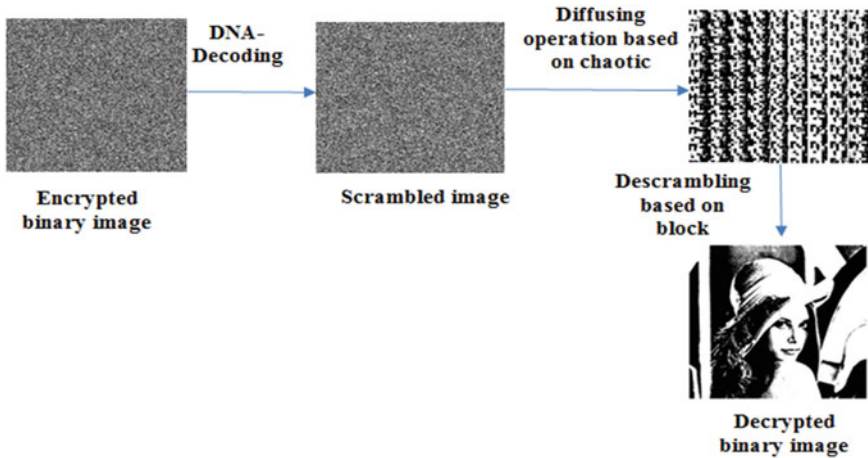 DNA-
Decoding
Diffusing
operation based
on chaotic
Encrypted
binary image
Scrambled image
Descrambling
based on
block
Decrypted
binary image